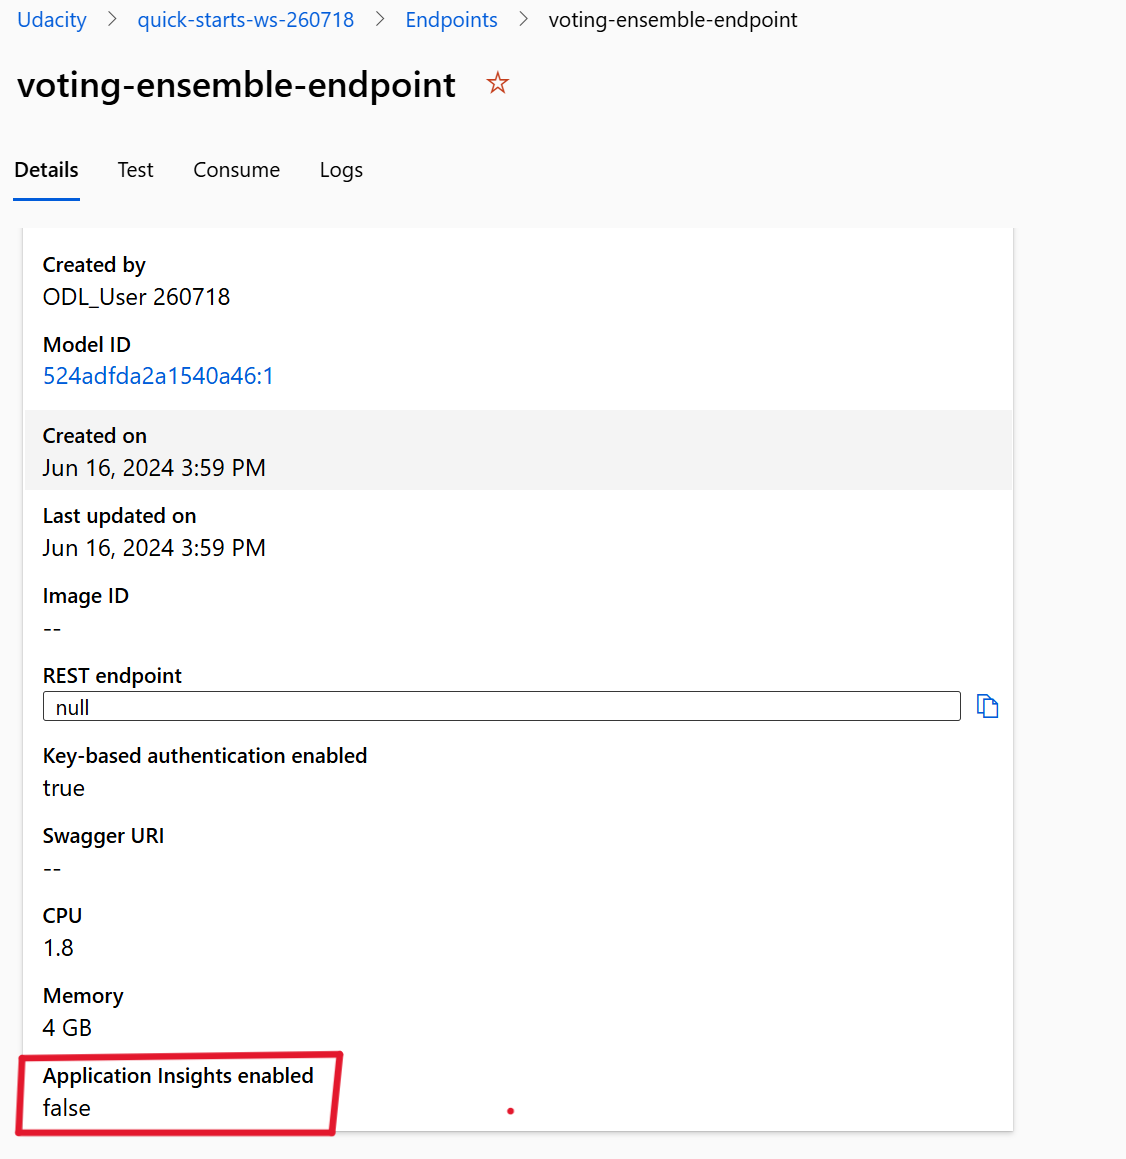 Udacity > quick-starts-ws-260718 > Endpoints > voting-ensemble-endpoint
voting-ensemble-endpoint
Details Test Consume Logs
Created by
ODL_User 260718
Model ID
524adfda2a1540a46:1
Created on
Jun 16, 2024 3:59 PM
Last updated on
Jun 16, 2024 3:59 PM
Image ID
--
REST endpoint
null
Key-based authentication enabled
true
Swagger URI
--
CPU
1.8
Memory
4 GB
Application Insights enabled
false